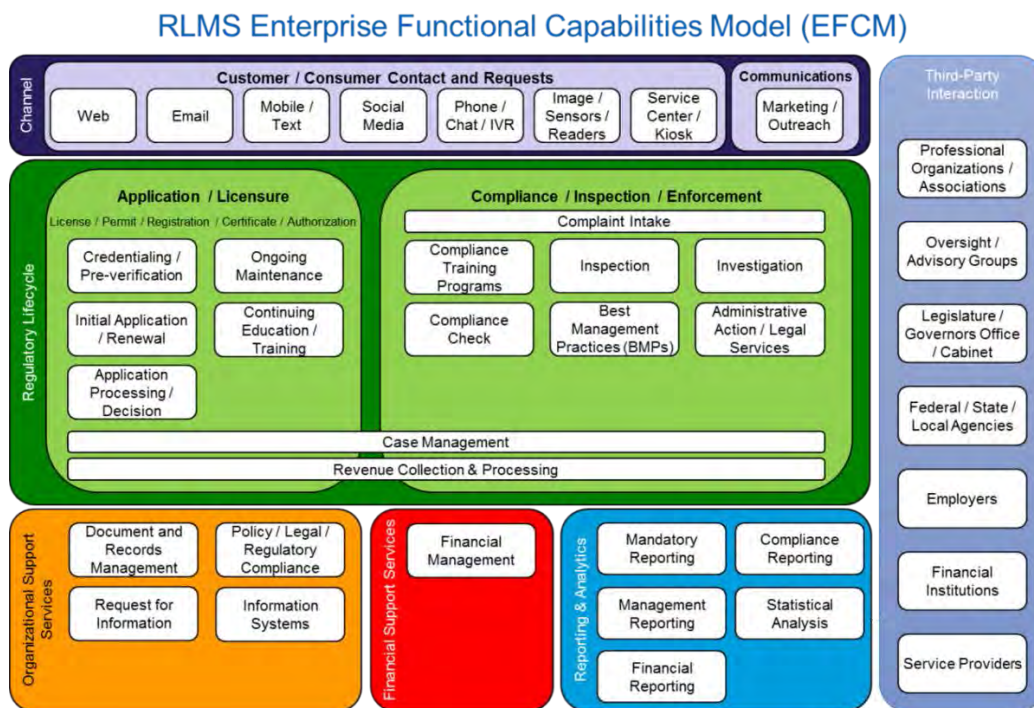 RLMS Enterprise Functional Capabilities Model (EFCM)
Channel
Customer / Consumer Contact and Requests
Web
Email
Mobile /
Text
Social
Media
Phone /
Chat / IVR
Image /
Sensors /
Readers
Service
Center /
Kiosk
Communications
Marketing /
Outreach
Regulatory Lifecycle
Application / Licensure
License / Permit / Registration / Certificate / Authorization
Credentialing /
Pre-verification
Ongoing
Maintenance
Initial Application
/ Renewal
Continuing
Education /
Training
Application
Processing /
Decision
Compliance / Inspection / Enforcement
Complaint Intake
Compliance
Training
Programs
Inspection
Investigation
Compliance
Check
Best
Management
Practices (BMPs)
Administrative
Action / Legal
Services
Case Management
Revenue Collection & Processing
Organizational Support
Services
Document and
Records
Management
Policy / Legal /
Regulatory
Compliance
Request for
Information
Information
Systems
Financial Support Services
Financial
Management
Reporting & Analytics
Mandatory
Reporting
Compliance
Reporting
Management
Reporting
Statistical
Analysis
Financial
Reporting
Third-Party
Interaction
Professional
Organizations /
Associations
Oversight /
Advisory Groups
Legislature /
Governors Office
/ Cabinet
Federal / State /
Local Agencies
Employers
Financial
Institutions
Service Providers